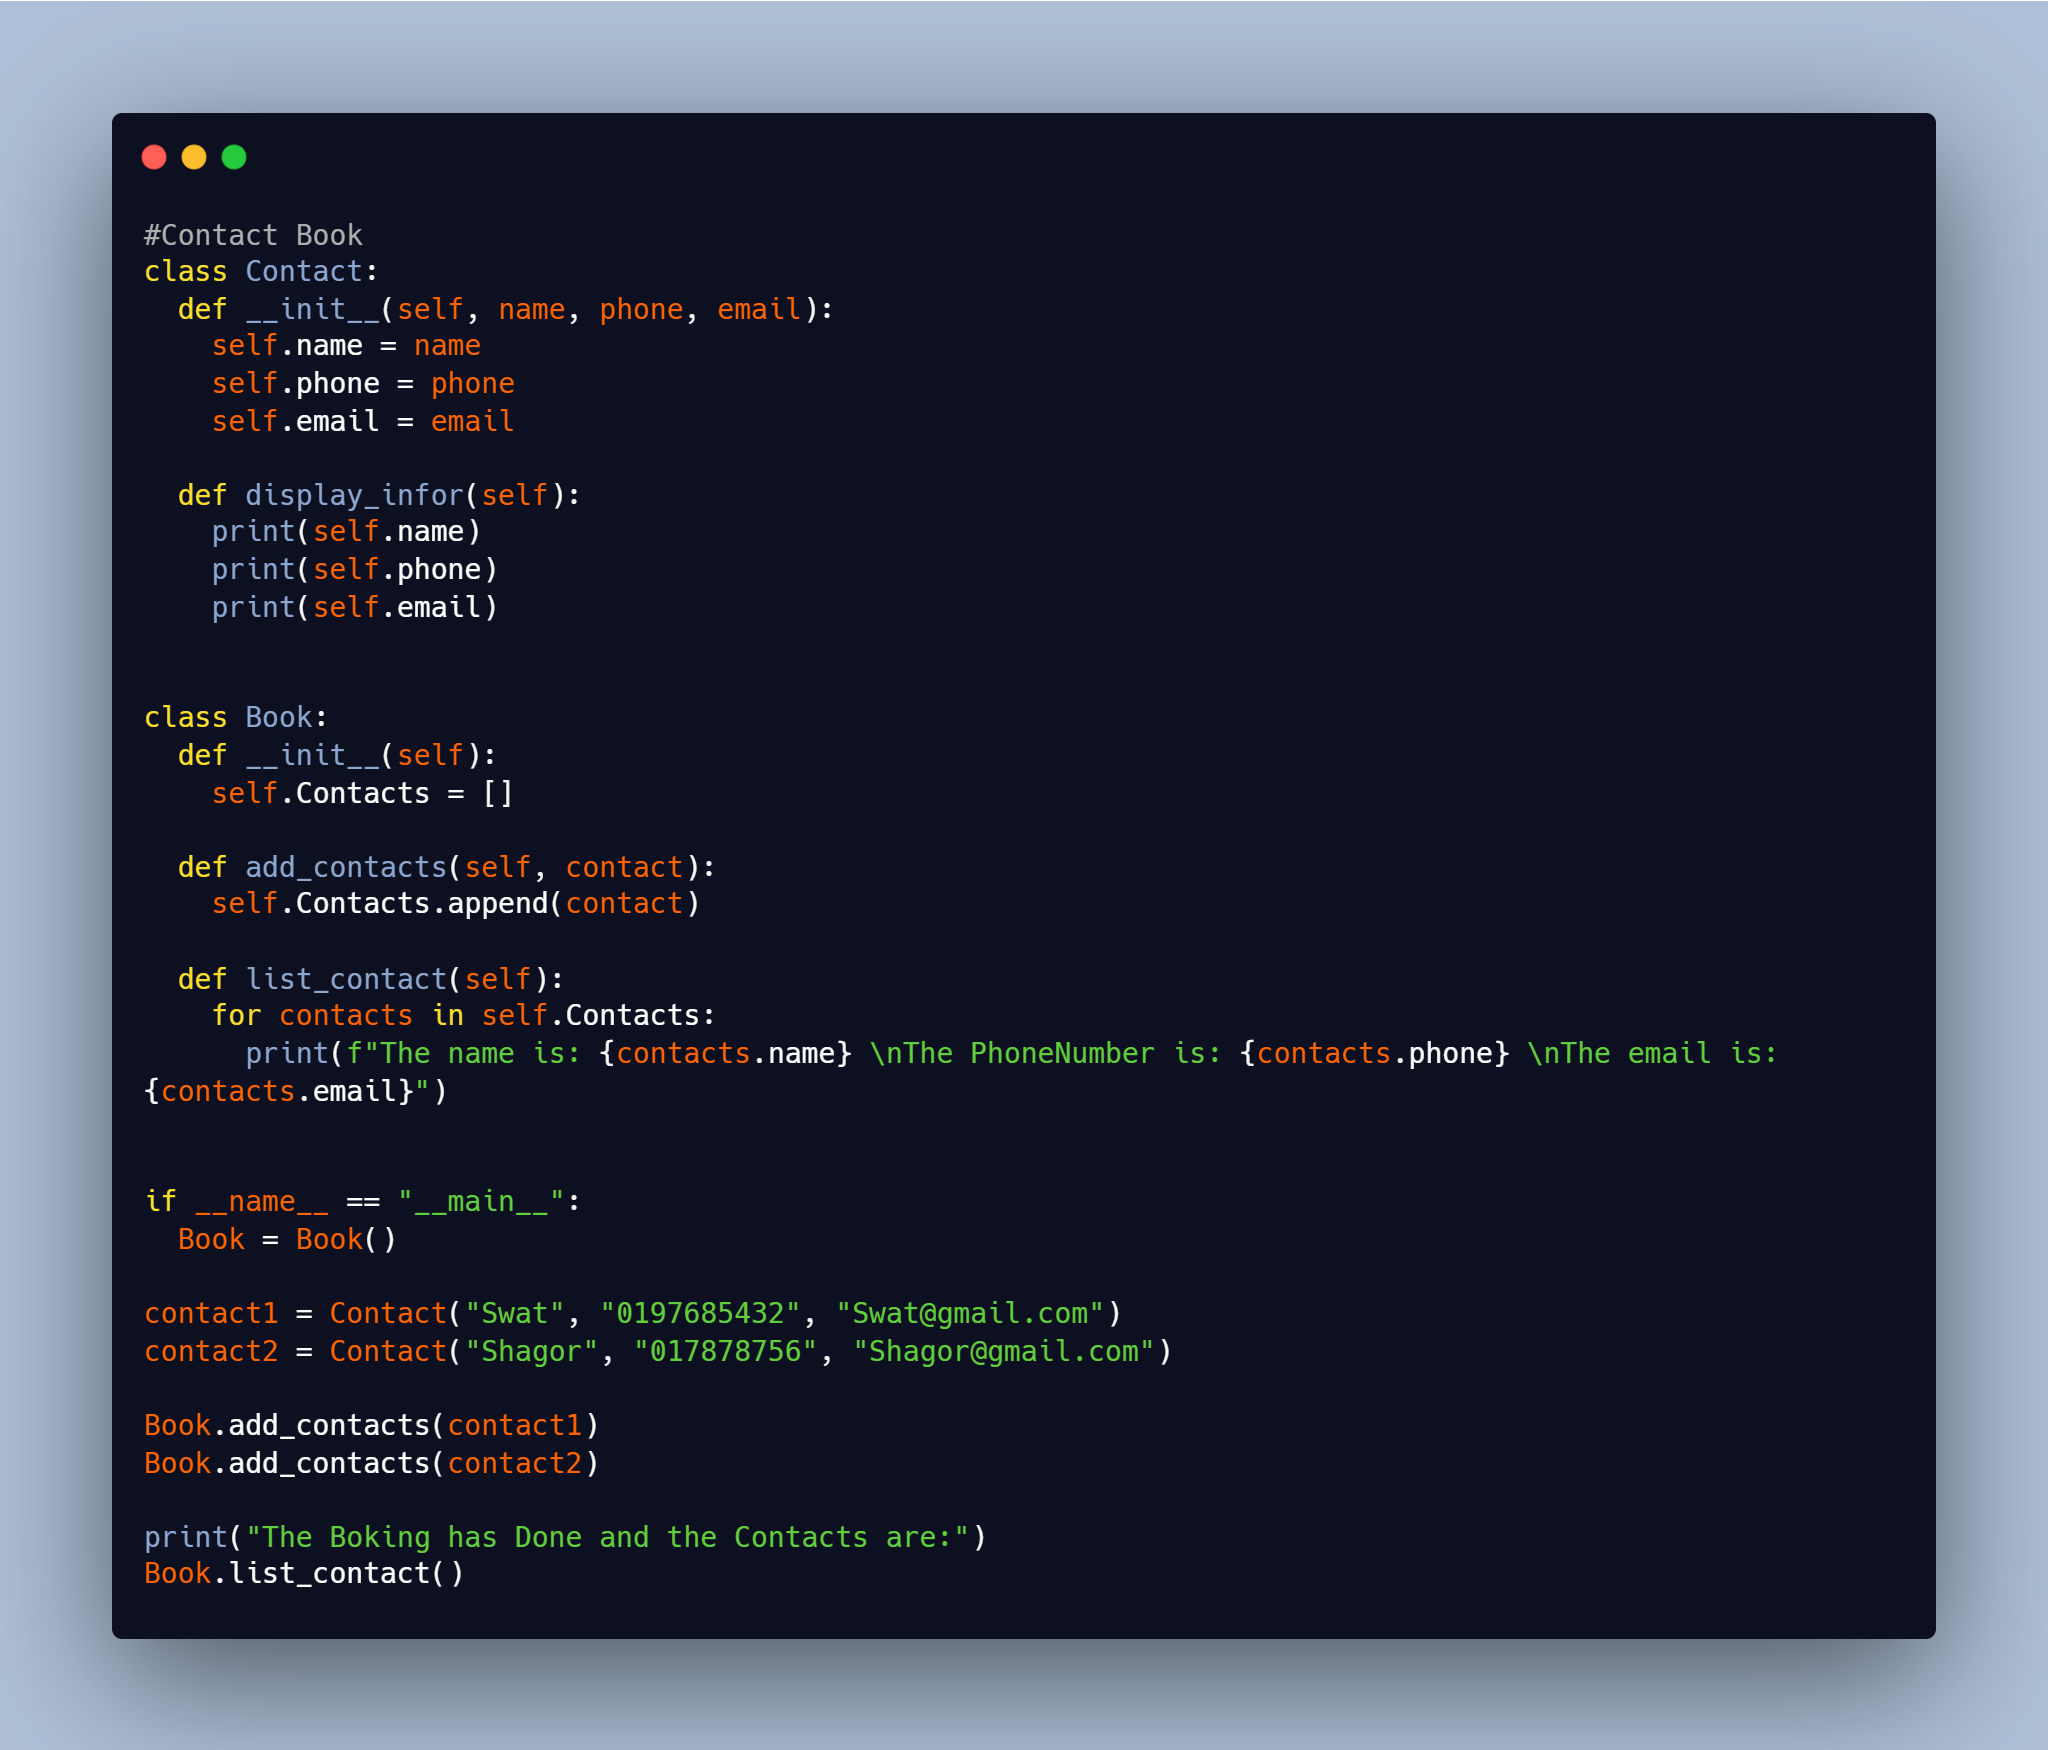 #Contact Book
class Contact:
  def __init__(self, name, phone, email):
    self.name = name
    self.phone = phone
    self.email = email

  def display_infor(self):
    print(self.name)
    print(self.phone)
    print(self.email)


class Book:
  def __init__(self):
    self.Contacts = []

  def add_contacts(self, contact):
    self.Contacts.append(contact)

  def list_contact(self):
    for contacts in self.Contacts:
      print(f"The name is: {contacts.name} \nThe PhoneNumber is: {contacts.phone} \nThe email is:
{contacts.email}")


if __name__ == "__main__":
  Book = Book()

contact1 = Contact("Swat", "0197685432", "Swat@gmail.com")
contact2 = Contact("Shagor", "017878756", "Shagor@gmail.com")

Book.add_contacts(contact1)
Book.add_contacts(contact2)

print("The Boking has Done and the Contacts are:")
Book.list_contact()